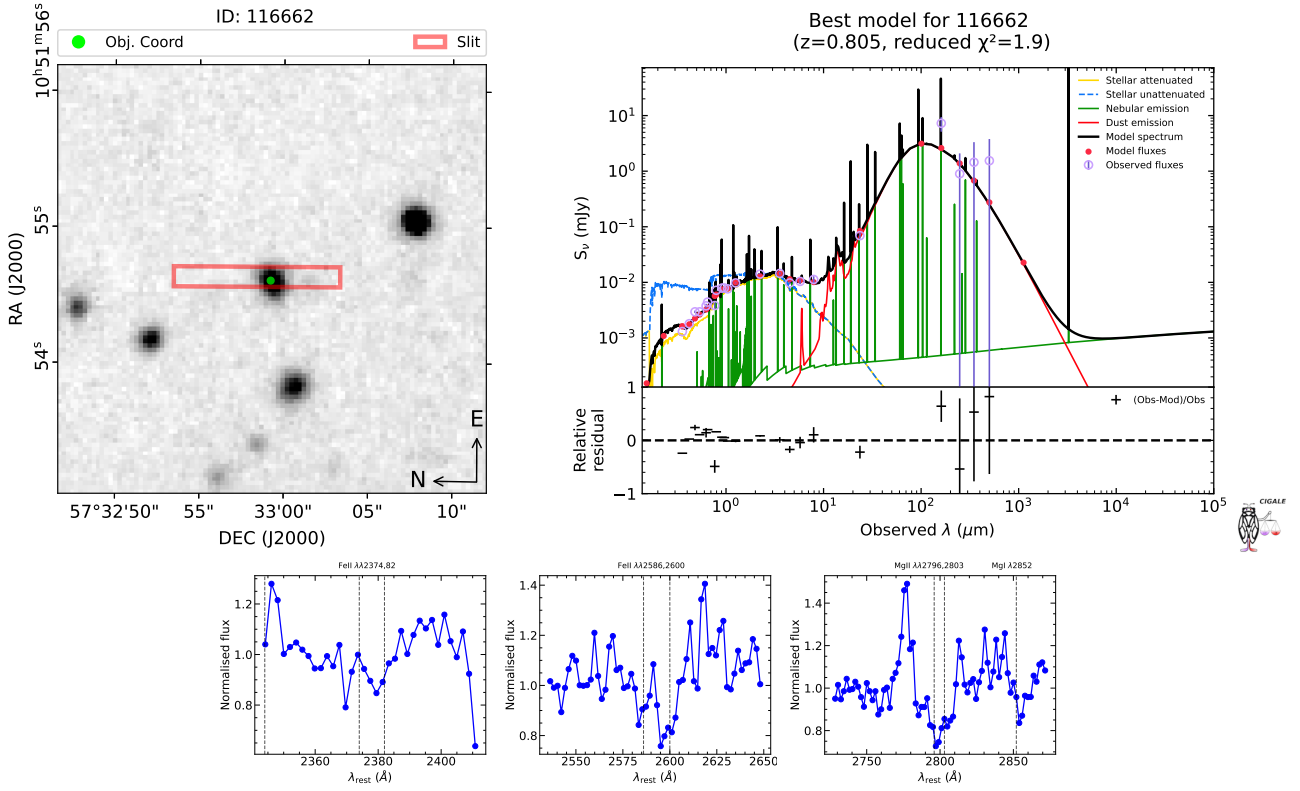 ID: 116662
Obj. Coord
Slit
10ʰ51ᵐ56ˢ
55ˢ
54ˢ
RA (J2000)
E
N
57°32'50"
55"
33'00"
05"
10"
DEC (J2000)
Best model for 116662
(z=0.805, reduced χ²=1.9)
Stellar attenuated
Stellar unattenuated
Nebular emission
Dust emission
Model spectrum
Model fluxes
Observed fluxes
10¹
10⁰
10⁻¹
10⁻²
10⁻³
Sν (mJy)
1
0
−1
Relative
residual
(Obs-Mod)/Obs
10⁰
10¹
10²
10³
10⁴
10⁵
Observed λ (μm)
CIGALE
FeII λλ2374,82
1.2
1.0
0.8
Normalised flux
2360
2380
2400
λrest (Å)
FeII λλ2586,2600
1.4
1.2
1.0
0.8
Normalised flux
2550
2575
2600
2625
2650
λrest (Å)
MgII λλ2796,2803
MgI λ2852
1.4
1.2
1.0
0.8
Normalised flux
2750
2800
2850
λrest (Å)